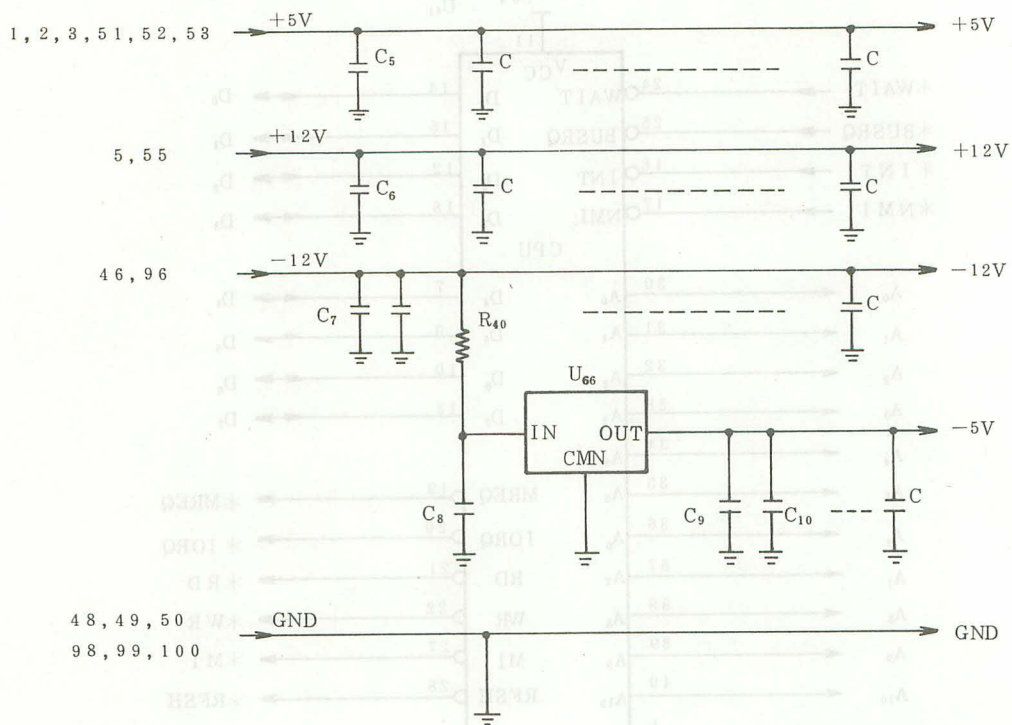 1,2,3,51,52,53 +5V +5V
C5 C C
5,55 +12V +12V
C6 C C
46,96 -12V -12V
C7 C
R40
U66
IN OUT -5V
CMN
C8 C9 C10 C
48,49,50 GND GND
98,99,100